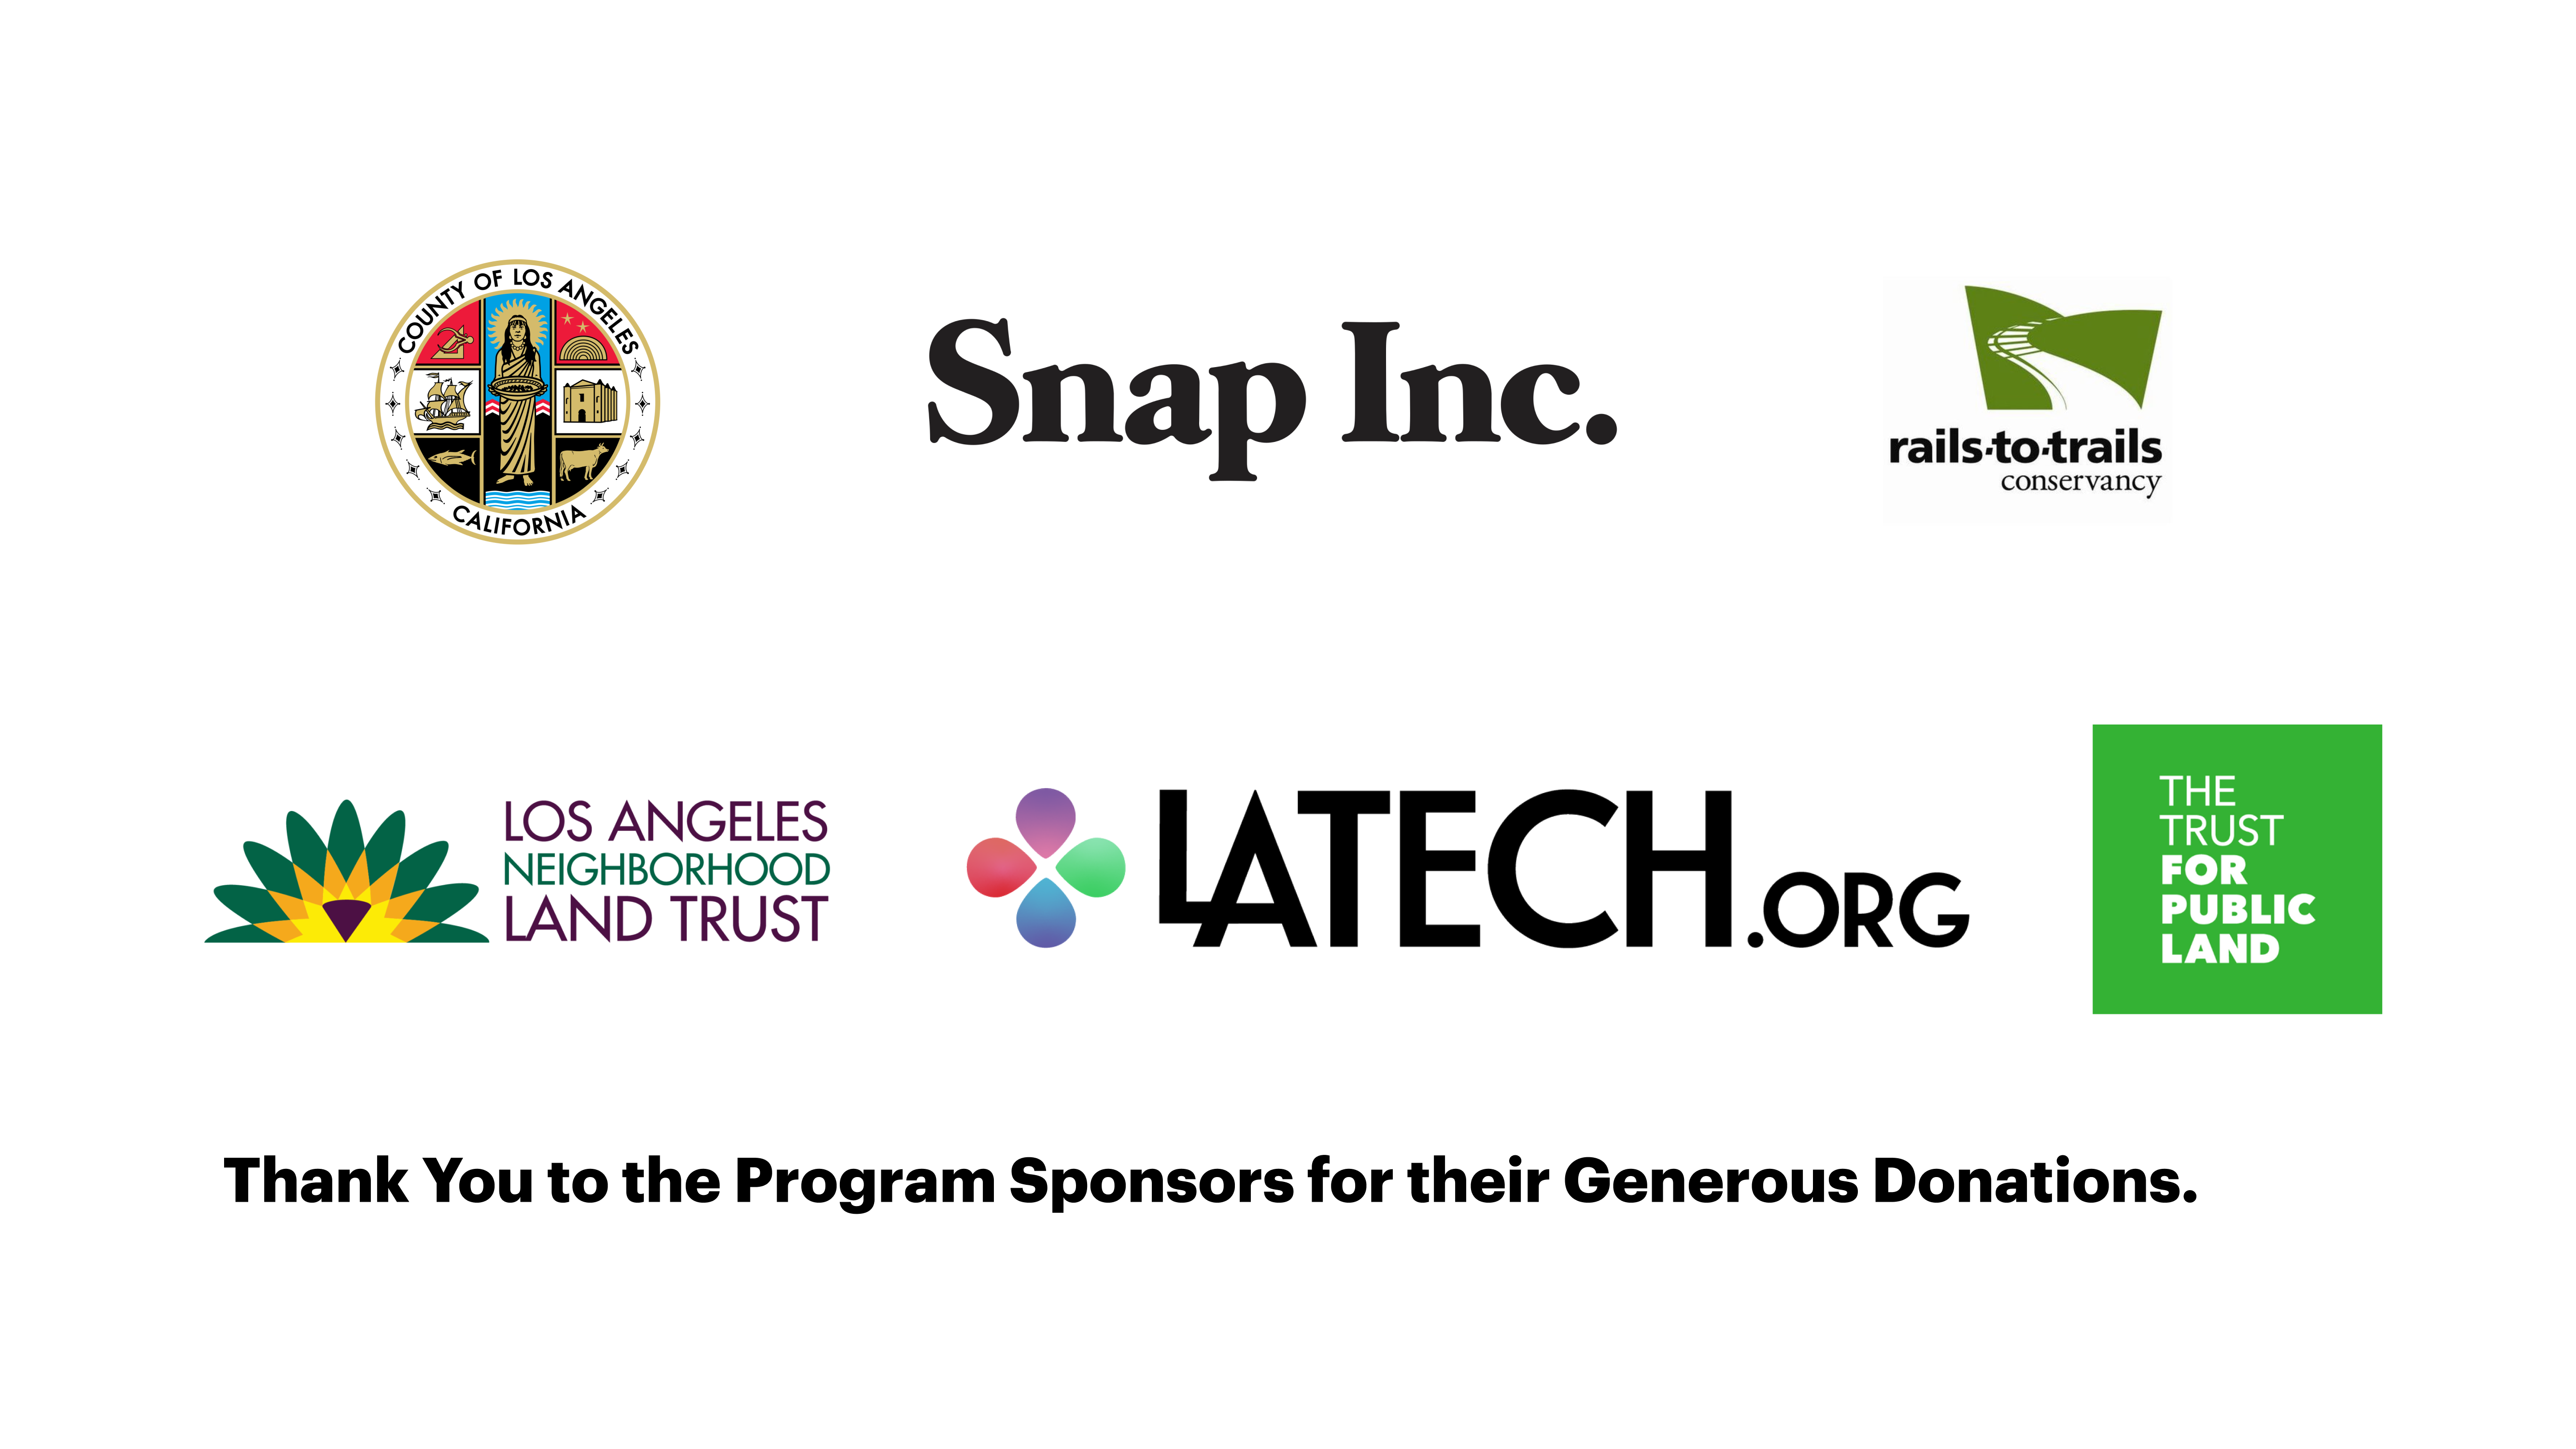 COUNTY OF LOS ANGELES
CALIFORNIA
Snap Inc.
rails·to·trails
conservancy
LOS ANGELES
NEIGHBORHOOD
LAND TRUST
LATECH.ORG
THE
TRUST
FOR
PUBLIC
LAND
Thank You to the Program Sponsors for their Generous Donations.